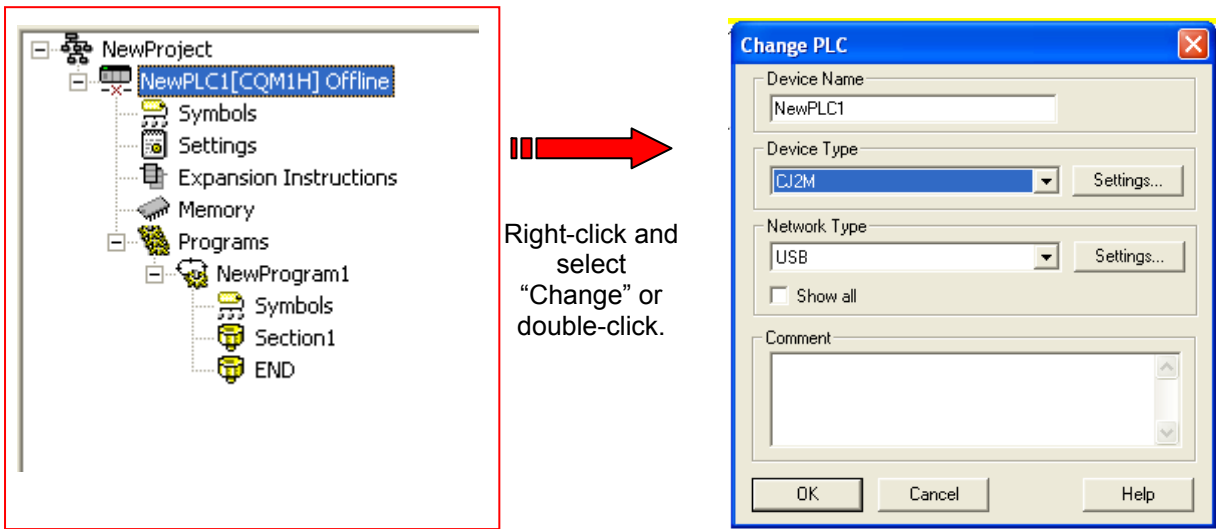 NewProject
NewPLC1[CQM1H] Offline
Symbols
Settings
Expansion Instructions
Memory
Programs
NewProgram1
Symbols
Section1
END
Right-click and
select
“Change” or
double-click.
Change PLC
Device Name
NewPLC1
Device Type
CJ2M
Settings...
Network Type
USB
Settings...
Show all
Comment
OK
Cancel
Help